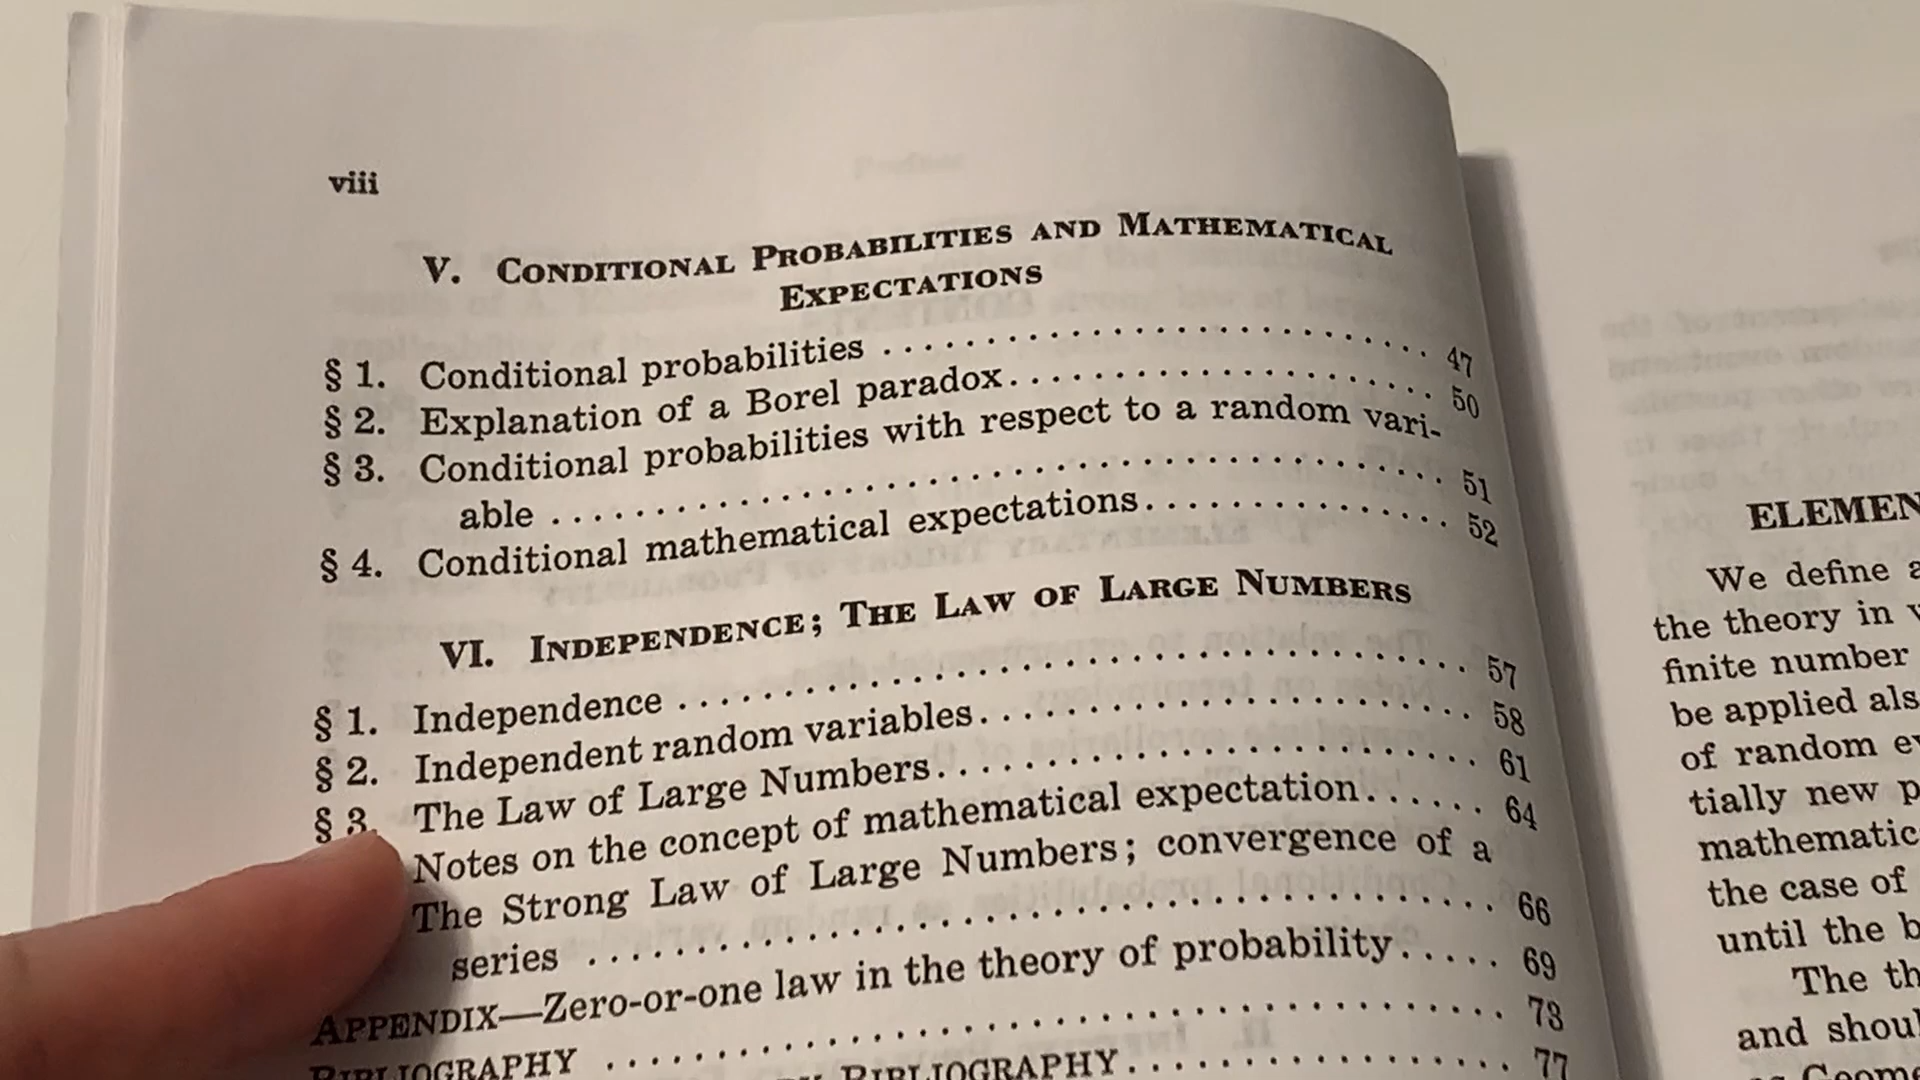 viii
V. CONDITIONAL PROBABILITIES AND MATHEMATICAL
EXPECTATIONS
§ 1. Conditional probabilities .................... 47
§ 2. Explanation of a Borel paradox.................. 50
§ 3. Conditional probabilities with respect to a random vari-
able .................................. 51
§ 4. Conditional mathematical expectations.............. 52
VI. INDEPENDENCE; THE LAW OF LARGE NUMBERS
§ 1. Independence ............................. 57
§ 2. Independent random variables.................. 58
§ 3. The Law of Large Numbers.................... 61
Notes on the concept of mathematical expectation...... 64
The Strong Law of Large Numbers; convergence of a
series ................................. 66
APPENDIX—Zero-or-one law in the theory of probability..... 69
BIBLIOGRAPHY ................................. 73
BIBLIOGRAPHY.............. 77
ELEMEN
We define
the theory in
finite number
be applied als
of random ev
tially new p
mathematic
the case of
until the b
The th
and shoul
Geome